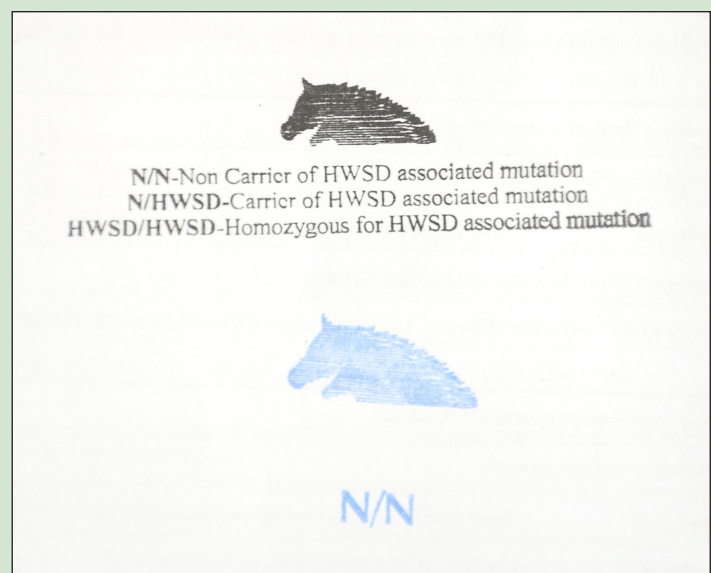 N/N-Non Carrier of HWSD associated mutation
N/HWSD-Carrier of HWSD associated mutation
HWSD/HWSD-Homozygous for HWSD associated mutation
N/N